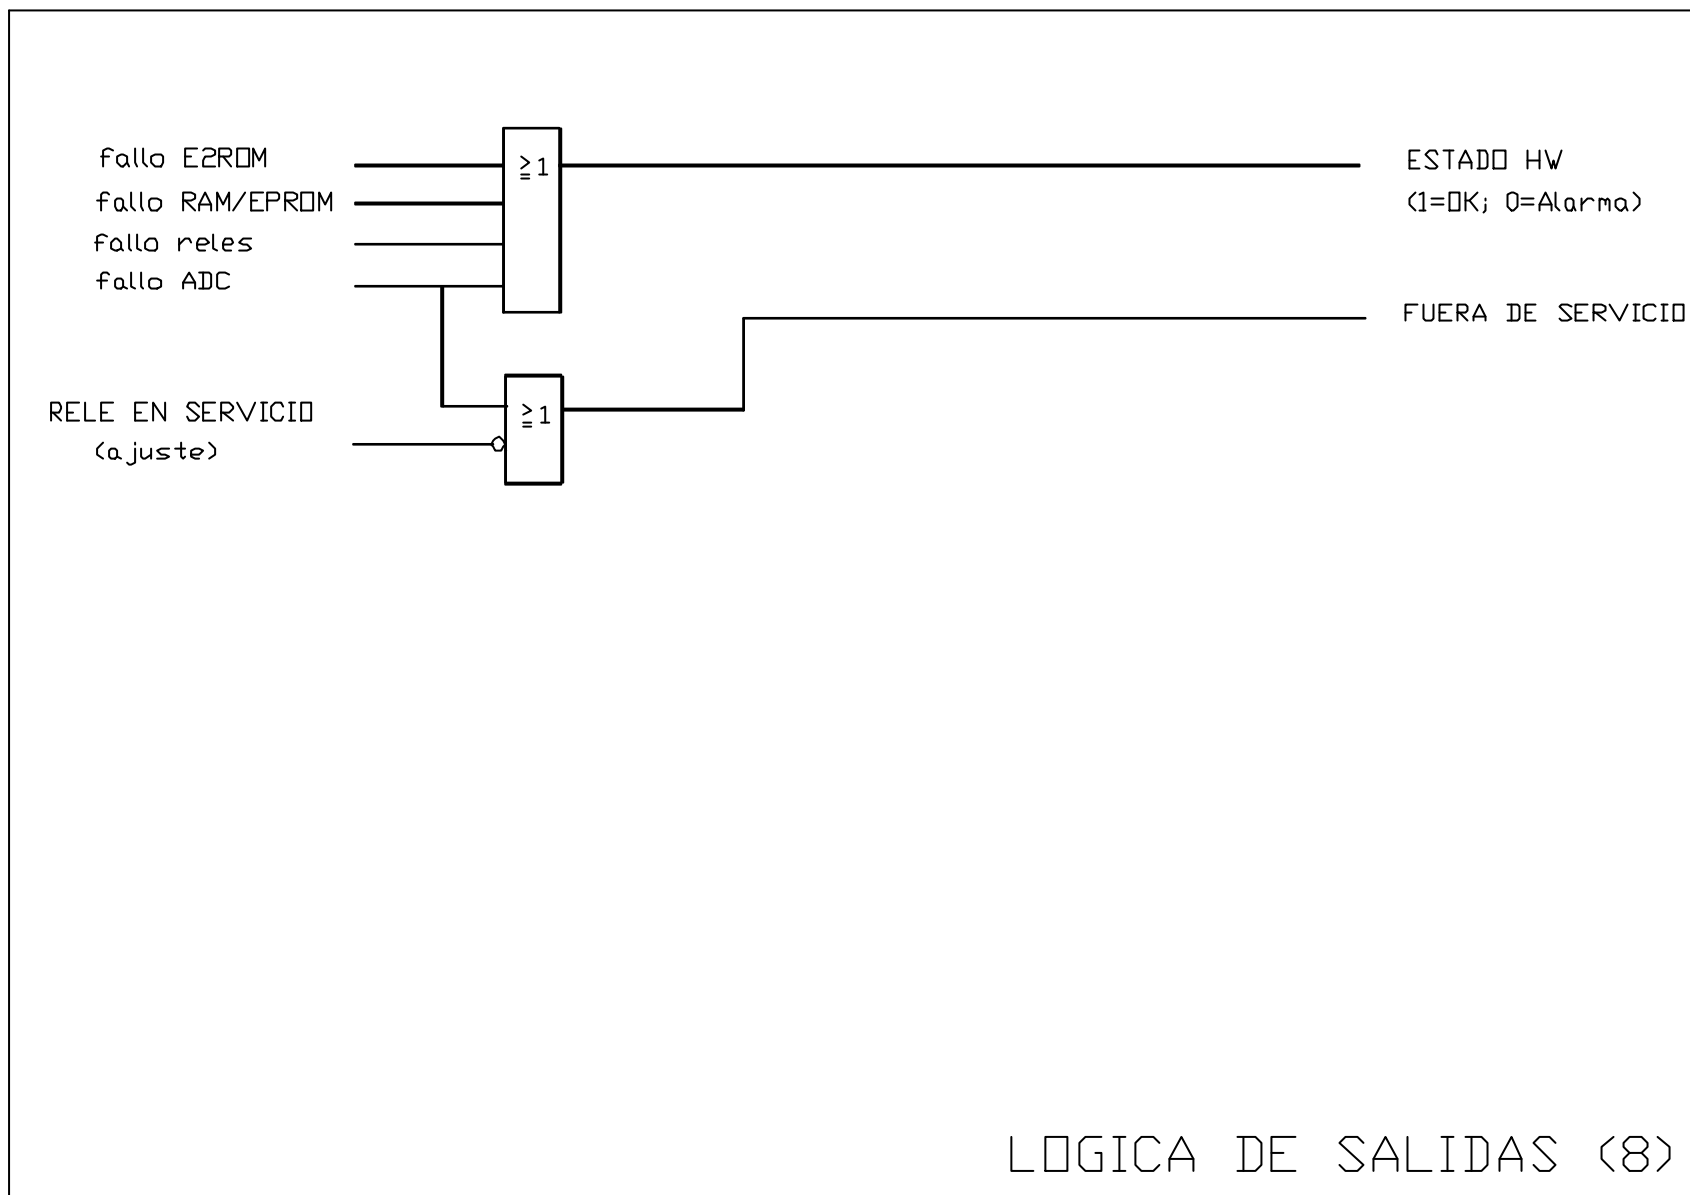 fallo E2ROM
fallo RAM/EPROM
fallo reles
fallo ADC
≥1
ESTADO HW
(1=OK; 0=Alarma)
FUERA DE SERVICIO
RELE EN SERVICIO
(ajuste)
≥1
LOGICA DE SALIDAS (8)